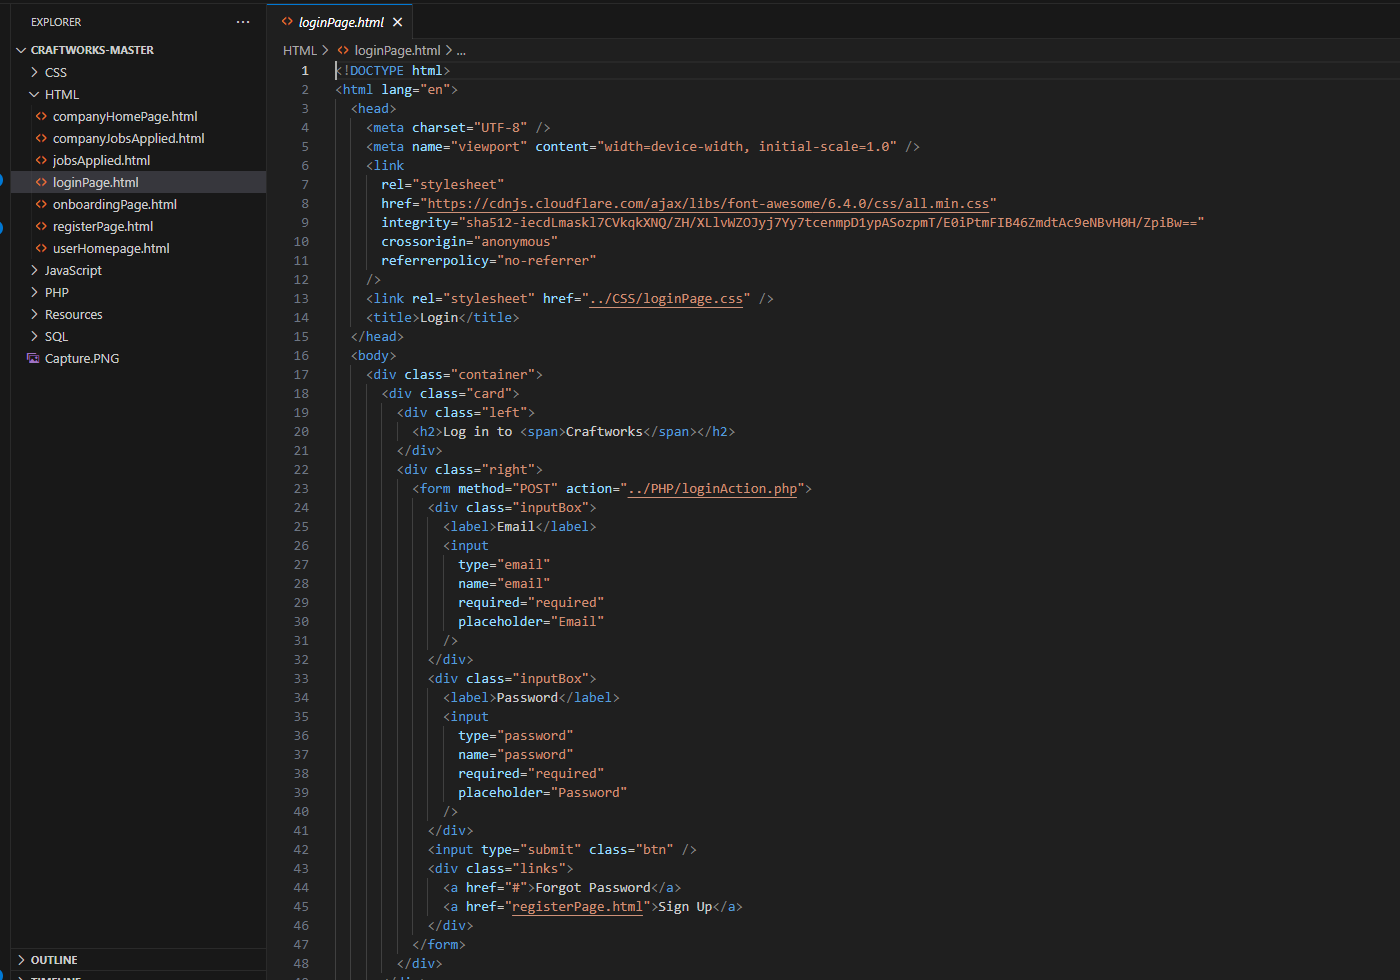 EXPLORER
CRAFTWORKS-MASTER
CSS
HTML
companyHomePage.html
companyJobsApplied.html
jobsApplied.html
loginPage.html
onboardingPage.html
registerPage.html
userHomepage.html
JavaScript
PHP
Resources
SQL
Capture.PNG
OUTLINE
TIMELINE
loginPage.html
HTML > loginPage.html > ...
1 <!DOCTYPE html>
2 <html lang="en">
3 <head>
4 <meta charset="UTF-8" />
5 <meta name="viewport" content="width=device-width, initial-scale=1.0" />
6 <link
7 rel="stylesheet"
8 href="https://cdnjs.cloudflare.com/ajax/libs/font-awesome/6.4.0/css/all.min.css"
9 integrity="sha512-iecdLmaskl7CVkqkXNQ/ZH/XLlvWZOJyj7Yy7tcenmpD1ypASozpmT/E0iPtmFIB46ZmdtAc9eNBvH0H/ZpiBw=="
10 crossorigin="anonymous"
11 referrerpolicy="no-referrer"
12 />
13 <link rel="stylesheet" href="../CSS/loginPage.css" />
14 <title>Login</title>
15 </head>
16 <body>
17 <div class="container">
18 <div class="card">
19 <div class="left">
20 <h2>Log in to <span>Craftworks</span></h2>
21 </div>
22 <div class="right">
23 <form method="POST" action="../PHP/loginAction.php">
24 <div class="inputBox">
25 <label>Email</label>
26 <input
27 type="email"
28 name="email"
29 required="required"
30 placeholder="Email"
31 />
32 </div>
33 <div class="inputBox">
34 <label>Password</label>
35 <input
36 type="password"
37 name="password"
38 required="required"
39 placeholder="Password"
40 />
41 </div>
42 <input type="submit" class="btn" />
43 <div class="links">
44 <a href="#">Forgot Password</a>
45 <a href="registerPage.html">Sign Up</a>
46 </div>
47 </form>
48 </div>